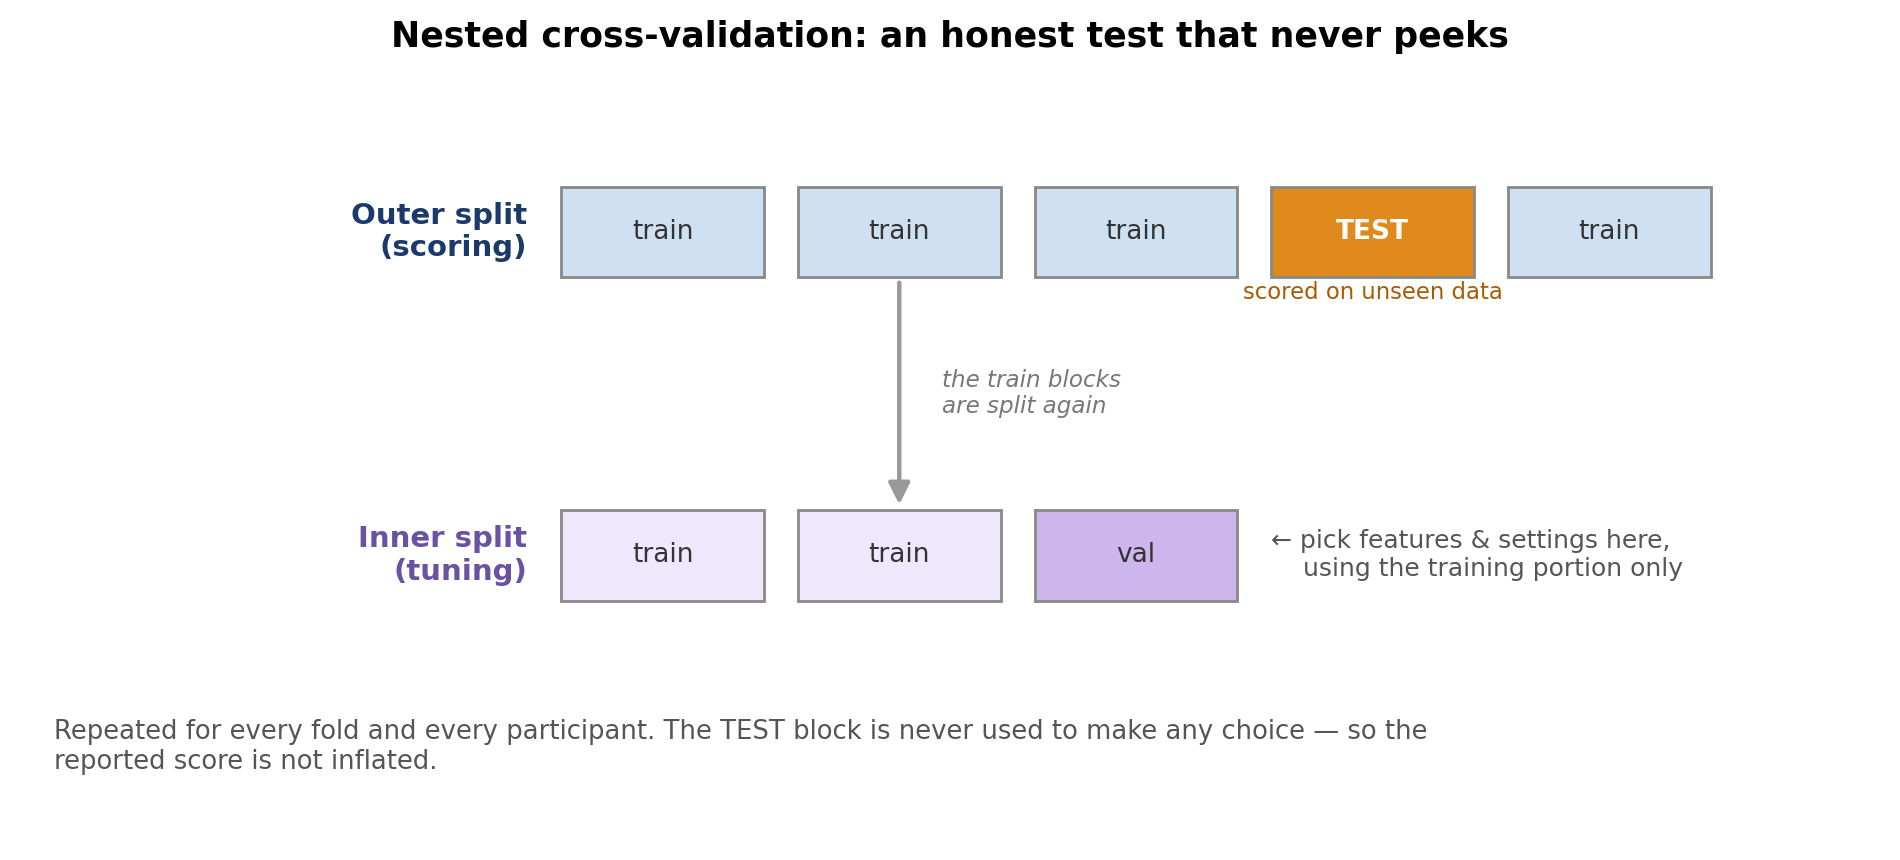 Nested cross-validation: an honest test that never peeks
Outer split
(scoring)
train
train
train
TEST
train
scored on unseen data
the train blocks
are split again
Inner split
(tuning)
train
train
val
← pick features & settings here,
using the training portion only
Repeated for every fold and every participant. The TEST block is never used to make any choice — so the
reported score is not inflated.